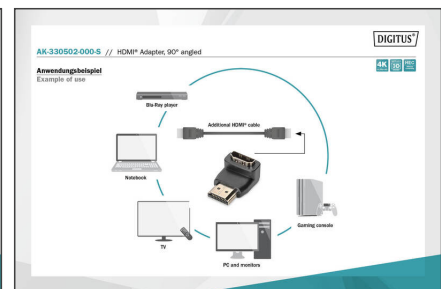 DIGITUS®
AK-330502-000-S // HDMI® Adapter, 90° angled
4K
3D
Anwendungsbeispiel
Example of use
Blu-Ray player
Additional HDMI® cable
Notebook
Gaming console
TV
PC and monitors